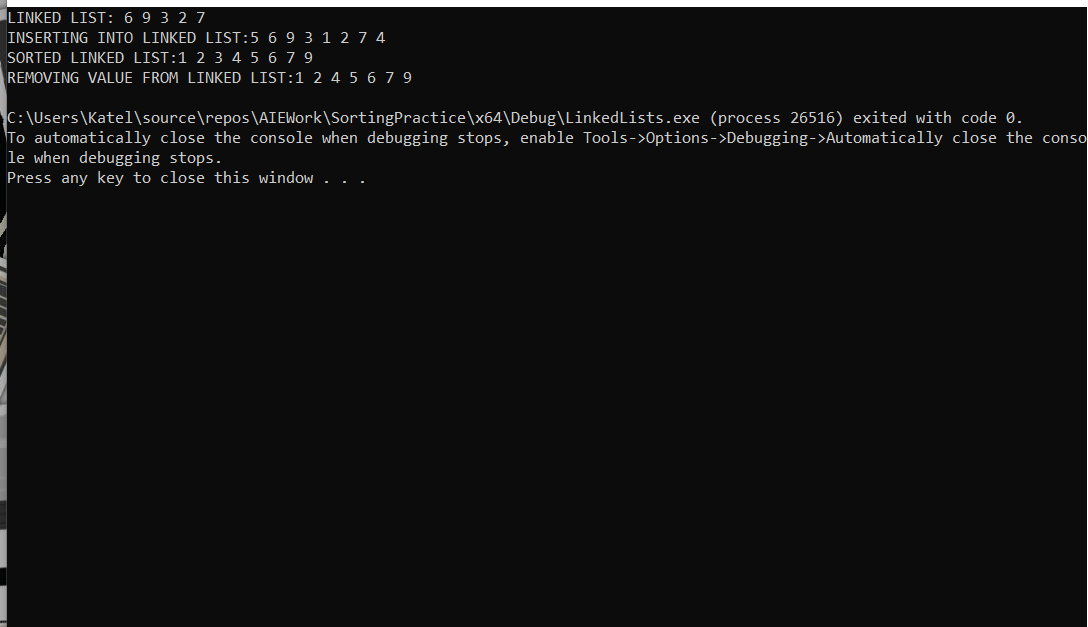 LINKED LIST: 6 9 3 2 7
INSERTING INTO LINKED LIST:5 6 9 3 1 2 7 4
SORTED LINKED LIST:1 2 3 4 5 6 7 9
REMOVING VALUE FROM LINKED LIST:1 2 4 5 6 7 9
C:\Users\Katel\source\repos\AIEWork\SortingPractice\x64\Debug\LinkedLists.exe (process 26516) exited with code 0.
To automatically close the console when debugging stops, enable Tools->Options->Debugging->Automatically close the conso
le when debugging stops.
Press any key to close this window . . .